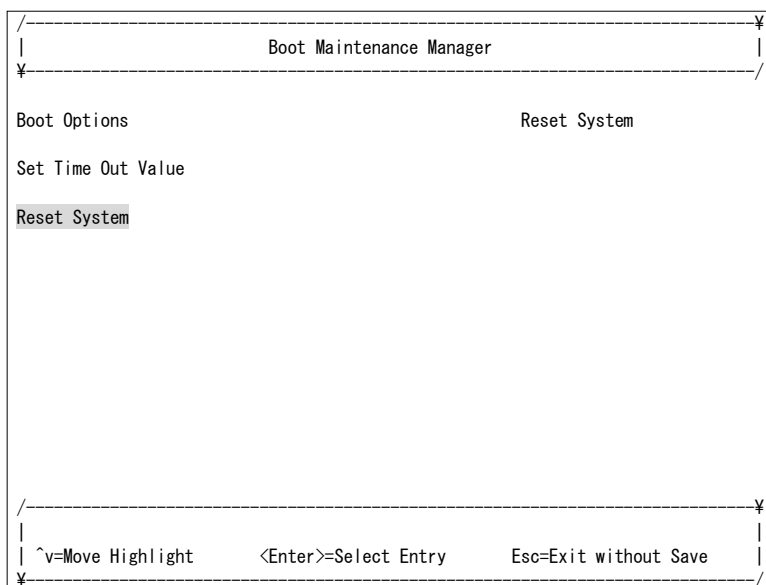 /------------------------------------------------------------------------------¥
|                          Boot Maintenance Manager                            |
¥------------------------------------------------------------------------------/
Boot Options                                          Reset System
Set Time Out Value
Reset System
/------------------------------------------------------------------------------¥
|                                                                              |
| ^v=Move Highlight       <Enter>=Select Entry       Esc=Exit without Save     |
¥------------------------------------------------------------------------------/